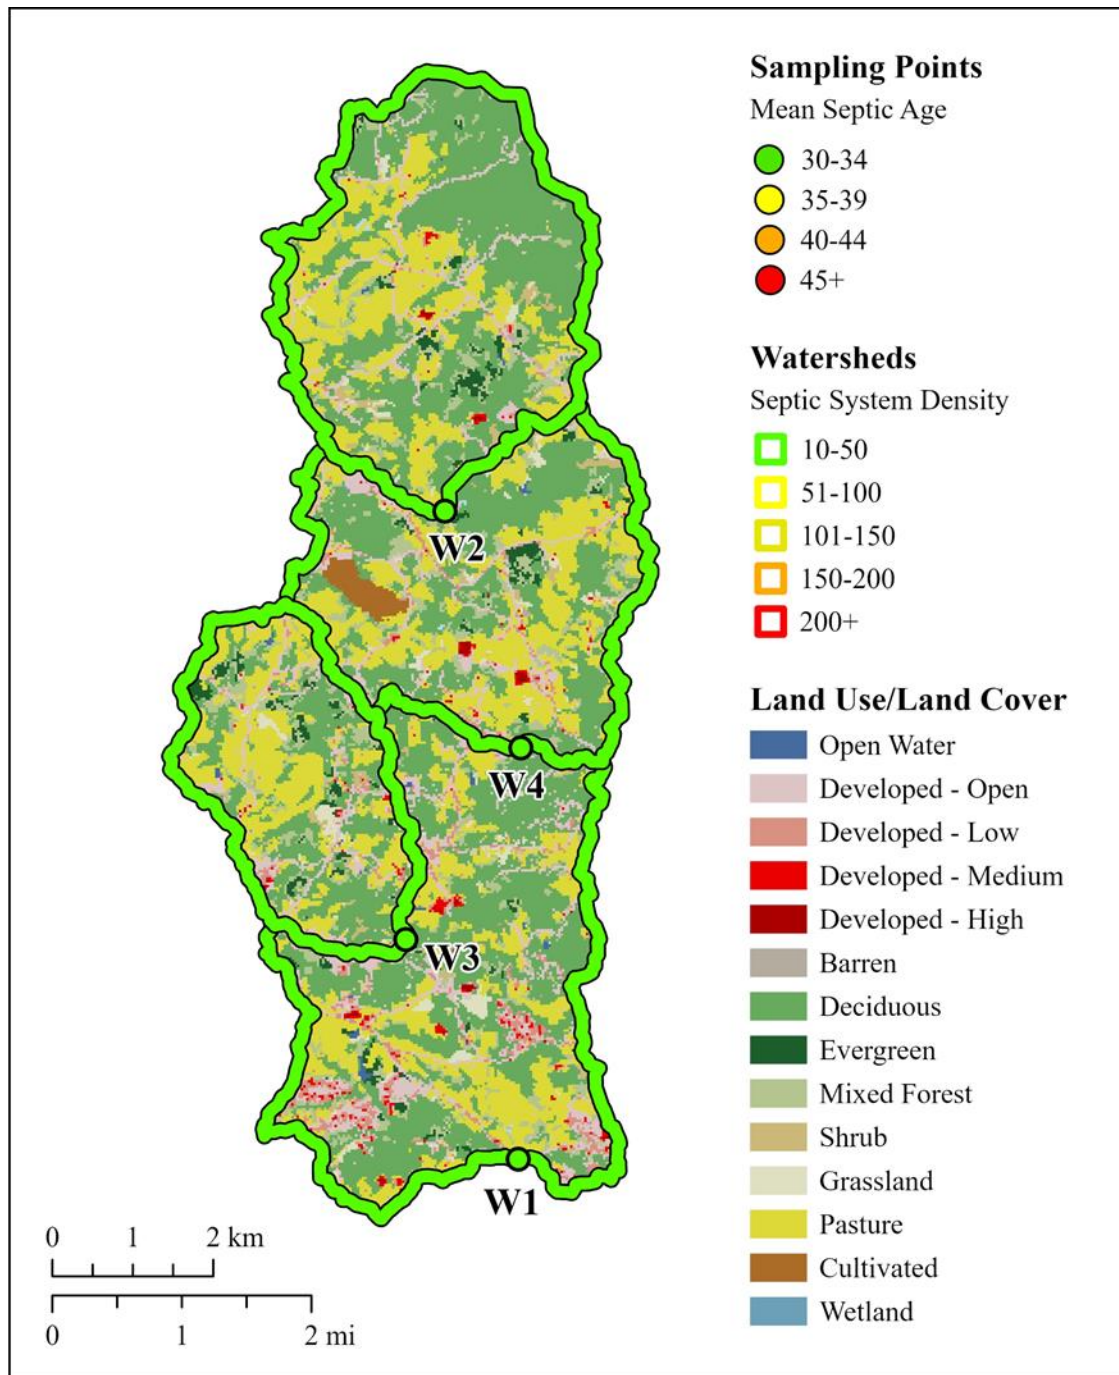 Sampling Points
Mean Septic Age
30-34
35-39
40-44
45+
Watersheds
Septic System Density
10-50
51-100
101-150
150-200
200+
Land Use/Land Cover
Open Water
Developed - Open
Developed - Low
Developed - Medium
Developed - High
Barren
Deciduous
Evergreen
Mixed Forest
Shrub
Grassland
Pasture
Cultivated
Wetland
W2
W4
W3
W1
0 1 2 km
0 1 2 mi